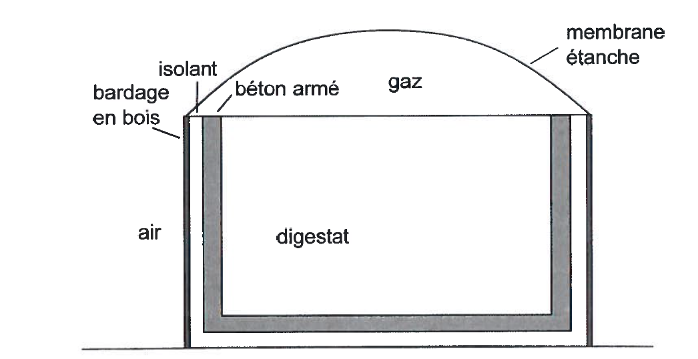 membrane
étanche
isolant
gaz
béton armé
bardage
en bois
air
digestat